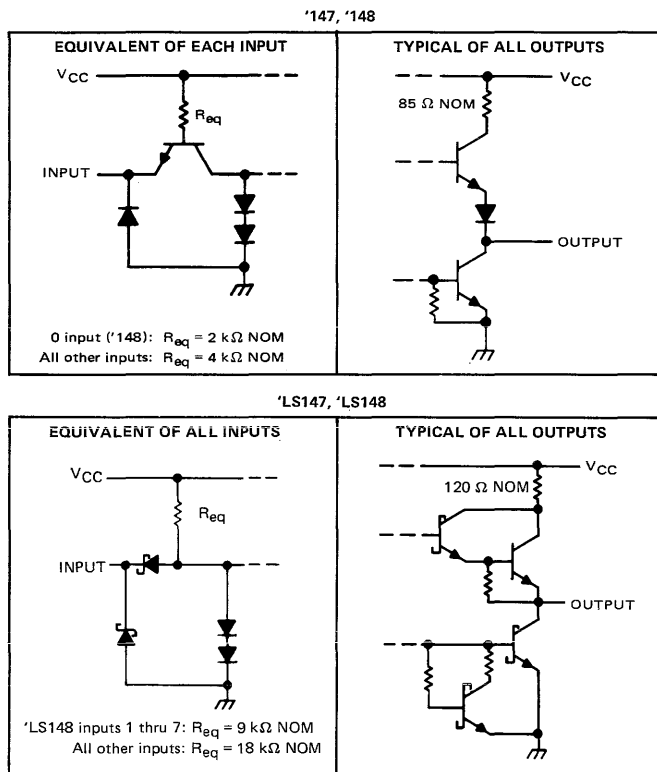 '147, '148
EQUIVALENT OF EACH INPUT
VCC
Req
INPUT
0 input ('148): Req = 2 kΩ NOM
All other inputs: Req = 4 kΩ NOM
TYPICAL OF ALL OUTPUTS
VCC
85 Ω NOM
OUTPUT
'LS147, 'LS148
EQUIVALENT OF ALL INPUTS
VCC
Req
INPUT
'LS148 inputs 1 thru 7: Req = 9 kΩ NOM
All other inputs: Req = 18 kΩ NOM
TYPICAL OF ALL OUTPUTS
VCC
120 Ω NOM
OUTPUT